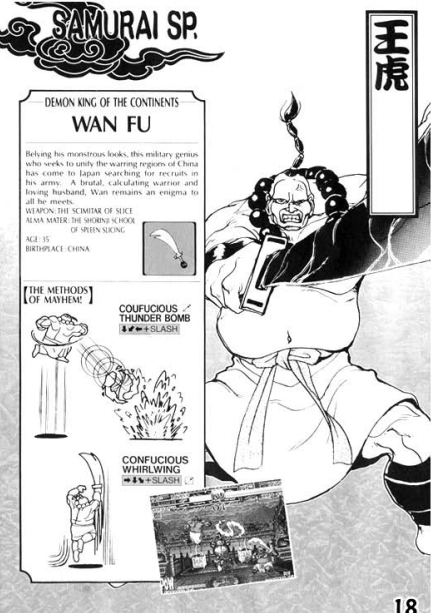 SAMURAI SP.
王虎
DEMON KING OF THE CONTINENTS
WAN FU
Belying his monstrous looks, this military genius
who seeks to unify the warring regions of China
has come to Japan searching for recruits in
his army. A brutal, calculating warrior and
loving husband, Wan remains an enigma to
all he meets.
WEAPON: THE SCIMITAR OF SLICE
ALMA MATER: THE SHORINJI SCHOOL
OF SPLEEN SLICING
AGE: 35
BIRTHPLACE: CHINA
【THE METHODS
OF MAYHEM!】
COUFUCIOUS
THUNDER BOMB
⬇⬋⬅+SLASH
CONFUCIOUS
WHIRLWING
➡⬇⬊+SLASH
18